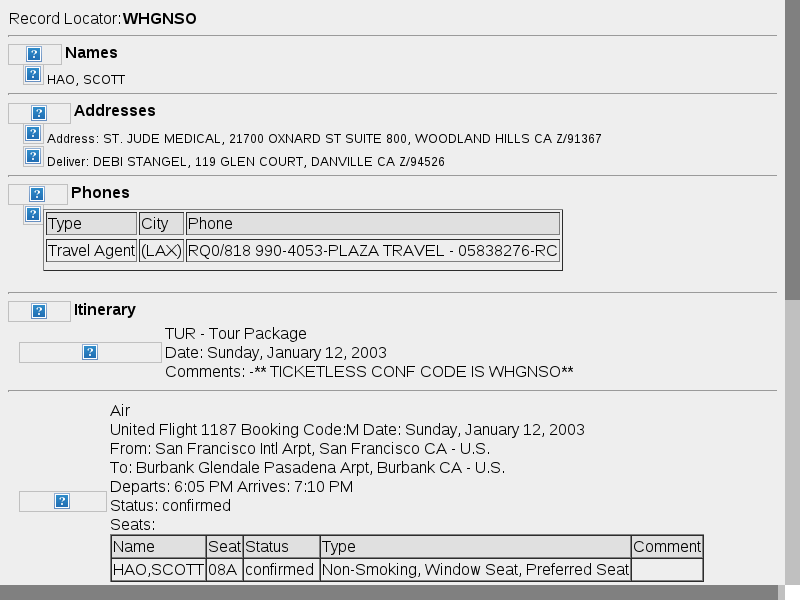 Record Locator:WHGNSO
Names
HAO, SCOTT
Addresses
Address: ST. JUDE MEDICAL, 21700 OXNARD ST SUITE 800, WOODLAND HILLS CA Z/91367
Deliver: DEBI STANGEL, 119 GLEN COURT, DANVILLE CA Z/94526
Phones
Type City Phone
Travel Agent (LAX) RQ0/818 990-4053-PLAZA TRAVEL - 05838276-RC
Itinerary
TUR - Tour Package
Date: Sunday, January 12, 2003
Comments: -** TICKETLESS CONF CODE IS WHGNSO**
Air
United Flight 1187 Booking Code:M Date: Sunday, January 12, 2003
From: San Francisco Intl Arpt, San Francisco CA - U.S.
To: Burbank Glendale Pasadena Arpt, Burbank CA - U.S.
Departs: 6:05 PM Arrives: 7:10 PM
Status: confirmed
Seats:
Name Seat Status Type Comment
HAO,SCOTT 08A confirmed Non-Smoking, Window Seat, Preferred Seat